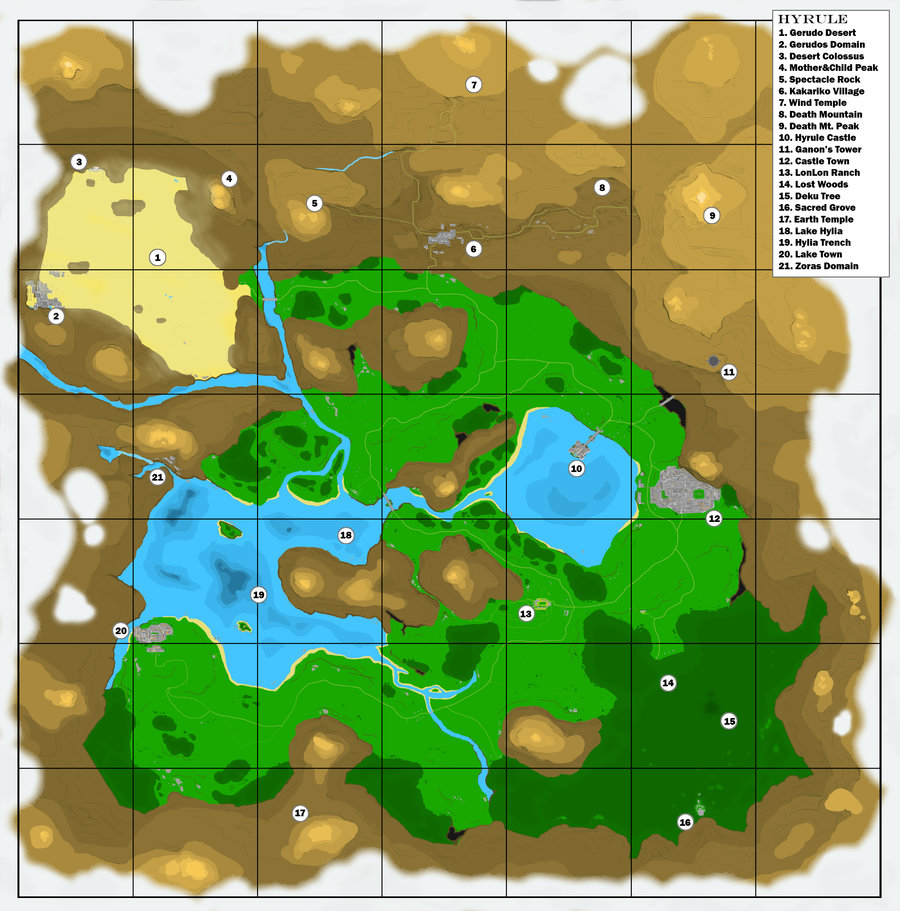 HYRULE
1. Gerudo Desert
2. Gerudos Domain
3. Desert Colossus
4. Mother&Child Peak
5. Spectacle Rock
6. Kakariko Village
7. Wind Temple
8. Death Mountain
9. Death Mt. Peak
10. Hyrule Castle
11. Ganon's Tower
12. Castle Town
13. LonLon Ranch
14. Lost Woods
15. Deku Tree
16. Sacred Grove
17. Earth Temple
18. Lake Hylia
19. Hylia Trench
20. Lake Town
21. Zoras Domain
7
3
4
8
5
9
6
1
2
11
10
21
12
18
19
13
20
14
15
17
16